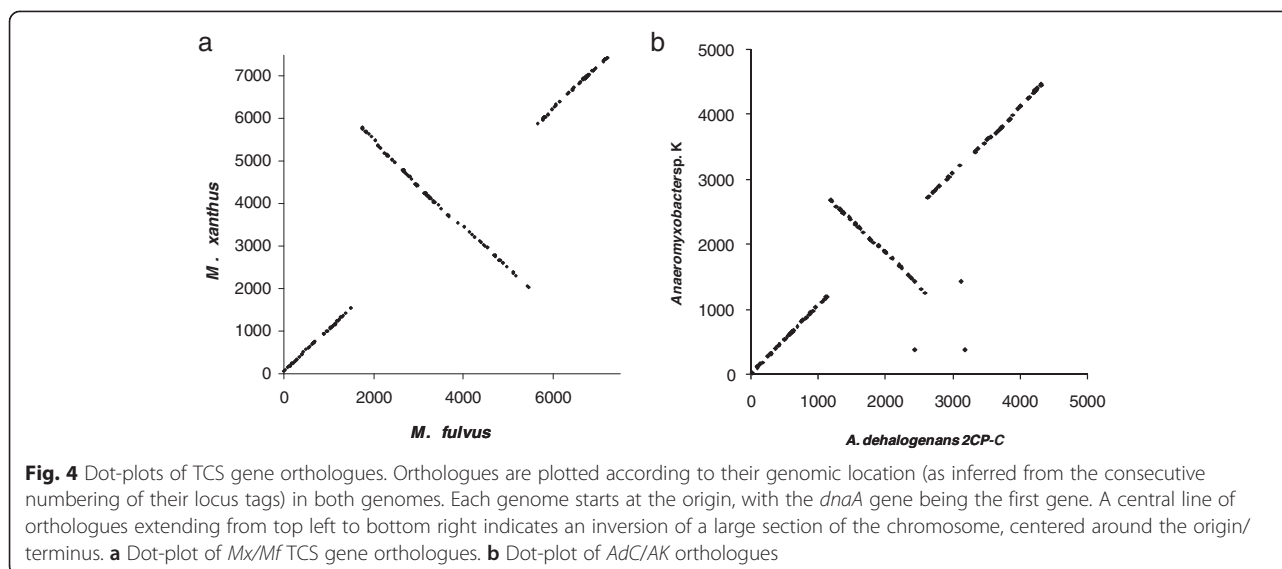 a
7000
6000
5000
4000
3000
2000
1000
0
0 2000 4000 6000
M. xanthus
M. fulvus
b
5000
4000
3000
2000
1000
0
0 1000 2000 3000 4000 5000
Anaeromyxobacter sp. K
A. dehalogenans 2CP-C
Fig. 4 Dot-plots of TCS gene orthologues. Orthologues are plotted according to their genomic location (as inferred from the consecutive
numbering of their locus tags) in both genomes. Each genome starts at the origin, with the dnaA gene being the first gene. A central line of
orthologues extending from top left to bottom right indicates an inversion of a large section of the chromosome, centered around the origin/
terminus. a Dot-plot of Mx/Mf TCS gene orthologues. b Dot-plot of AdC/AK orthologues